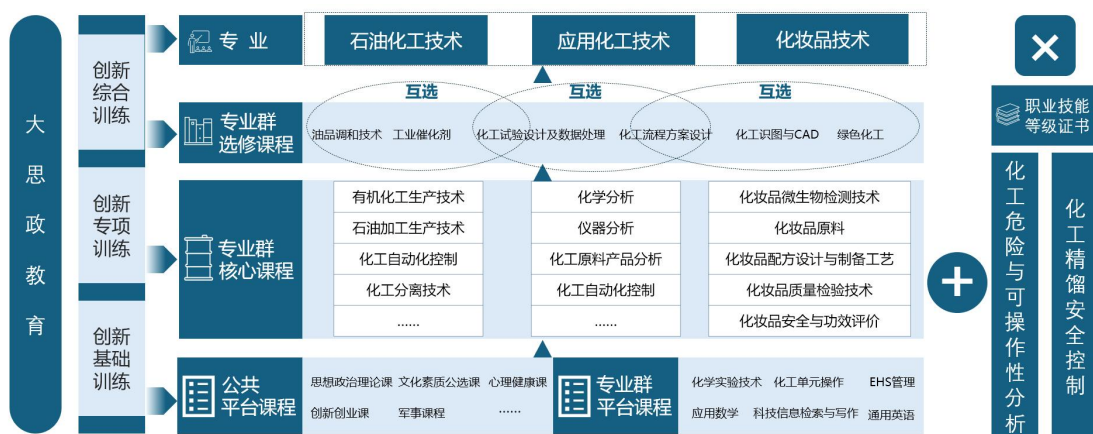 大思政教育
创新
综合
训练
创新
专项
训练
创新
基础
训练
专 业
石油化工技术
应用化工技术
化妆品技术
专业群
选修课程
互选
互选
互选
油品调和技术
工业催化剂
化工试验设计及数据处理
化工流程方案设计
化工识图与CAD
绿色化工
专业群
核心课程
有机化工生产技术
石油加工生产技术
化工自动化控制
化工分离技术
......
化学分析
仪器分析
化工原料产品分析
化工自动化控制
......
化妆品微生物检测技术
化妆品原料
化妆品配方设计与制备工艺
化妆品质量检验技术
化妆品安全与功效评价
公共
平台课程
思想政治理论课 文化素质公选课 心理健康课
创新创业课 军事课程 ......
专业群
平台课程
化学实验技术 化工单元操作 EHS管理
应用数学 科技信息检索与写作 通用英语
职业技能
等级证书
化工危险与可操作性分析
化工精馏安全控制